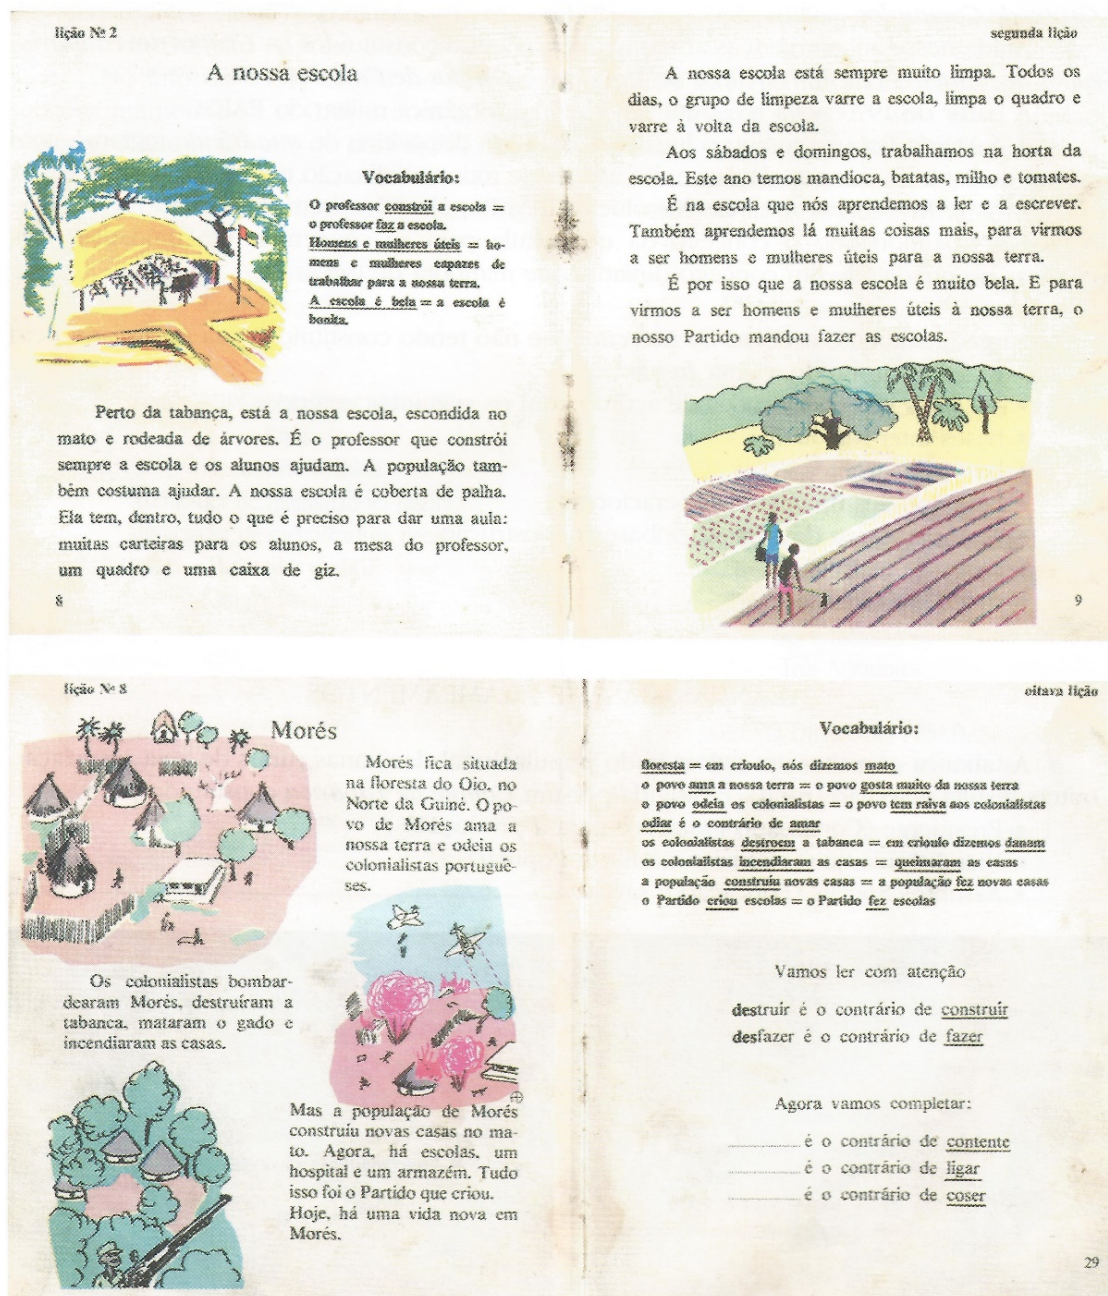 lição Nº 2
A nossa escola
Vocabulário:
O professor constrói a escola =
o professor faz a escola.
Homens e mulheres úteis = ho-
mens e mulheres capazes de
trabalhar para a nossa terra.
A escola é bela = a escola é
bonita.
Perto da tabanca, está a nossa escola, escondida no
mato e rodeada de árvores. É o professor que constrói
sempre a escola e os alunos ajudam. A população tam-
bém costuma ajudar. A nossa escola é coberta de palha.
Ela tem, dentro, tudo o que é preciso para dar uma aula:
muitas carteiras para os alunos, a mesa do professor,
um quadro e uma caixa de giz.
8
segunda lição
A nossa escola está sempre muito limpa. Todos os
dias, o grupo de limpeza varre a escola, limpa o quadro e
varre à volta da escola.
Aos sábados e domingos, trabalhamos na horta da
escola. Este ano temos mandioca, batatas, milho e tomates.
É na escola que nós aprendemos a ler e a escrever.
Também aprendemos lá muitas coisas mais, para virmos
a ser homens e mulheres úteis para a nossa terra.
É por isso que a nossa escola é muito bela. E para
virmos a ser homens e mulheres úteis à nossa terra, o
nosso Partido mandou fazer as escolas.
9
lição Nº 8
Morés
Morés fica situada
na floresta do Oio, no
Norte da Guiné. O po-
vo de Morés ama a
nossa terra e odeia os
colonialistas portugue-
ses.
Os colonialistas bombar-
dearam Morés, destruíram a
tabanca, mataram o gado e
incendiaram as casas.
Mas a população de Morés
construíu novas casas no ma-
to. Agora, há escolas, um
hospital e um armazém. Tudo
isso foi o Partido que criou.
Hoje, há uma vida nova em
Morés.
oitava lição
Vocabulário:
floresta = em crioulo, nós dizemos mato
o povo ama a nossa terra = o povo gosta muito da nossa terra
o povo odeia os colonialistas = o povo tem raiva aos colonialistas
odiar é o contrário de amar
os colonialistas destroem a tabanca = em crioulo dizemos danam
os colonialistas incendiaram as casas = queimaram as casas
a população construíu novas casas = a população fez novas casas
o Partido criou escolas = o Partido fez escolas
Vamos ler com atenção
destruir é o contrário de construir
desfazer é o contrário de fazer
Agora vamos completar:
............ é o contrário de contente
............ é o contrário de ligar
............ é o contrário de coser
29